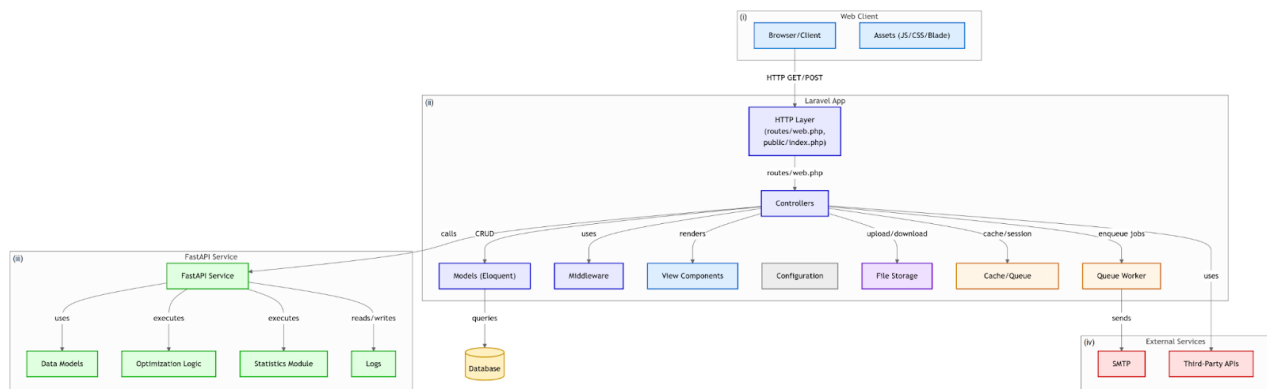 (i)
Web Client
Browser/Client
Assets (JS/CSS/Blade)
HTTP GET/POST
(ii)
Laravel App
HTTP Layer
(routes/web.php,
public/index.php)
routes/web.php
Controllers
calls
CRUD
uses
renders
upload/download
cache/session
enqueue jobs
(iii)
FastAPI Service
FastAPI Service
Models (Eloquent)
Middleware
View Components
Configuration
File Storage
Cache/Queue
Queue Worker
uses
uses
executes
executes
reads/writes
queries
sends
(iv)
External Services
Data Models
Optimization Logic
Statistics Module
Logs
Database
SMTP
Third-Party APIs